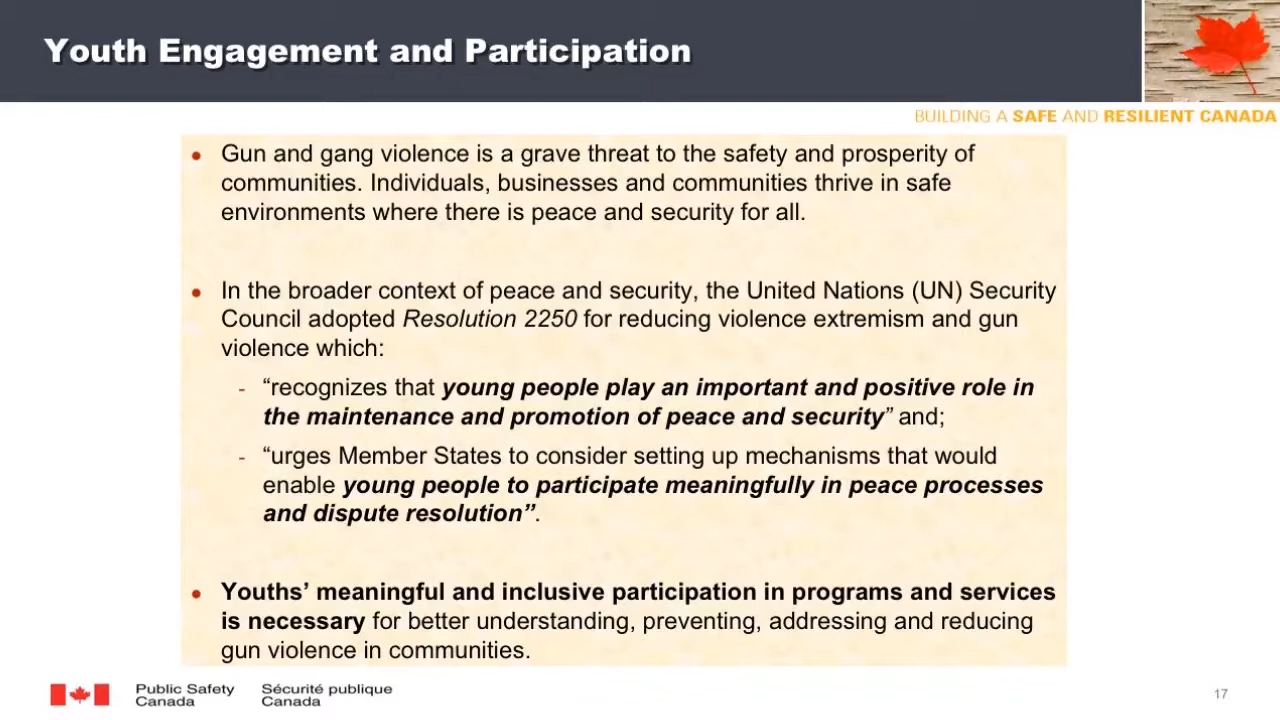 Youth Engagement and Participation
BUILDING A SAFE AND RESILIENT CANADA
• Gun and gang violence is a grave threat to the safety and prosperity of
communities. Individuals, businesses and communities thrive in safe
environments where there is peace and security for all.
• In the broader context of peace and security, the United Nations (UN) Security
Council adopted Resolution 2250 for reducing violence extremism and gun
violence which:
- “recognizes that young people play an important and positive role in
the maintenance and promotion of peace and security” and;
- “urges Member States to consider setting up mechanisms that would
enable young people to participate meaningfully in peace processes
and dispute resolution”.
• Youths’ meaningful and inclusive participation in programs and services
is necessary for better understanding, preventing, addressing and reducing
gun violence in communities.
Public Safety
Canada
Sécurité publique
Canada
17